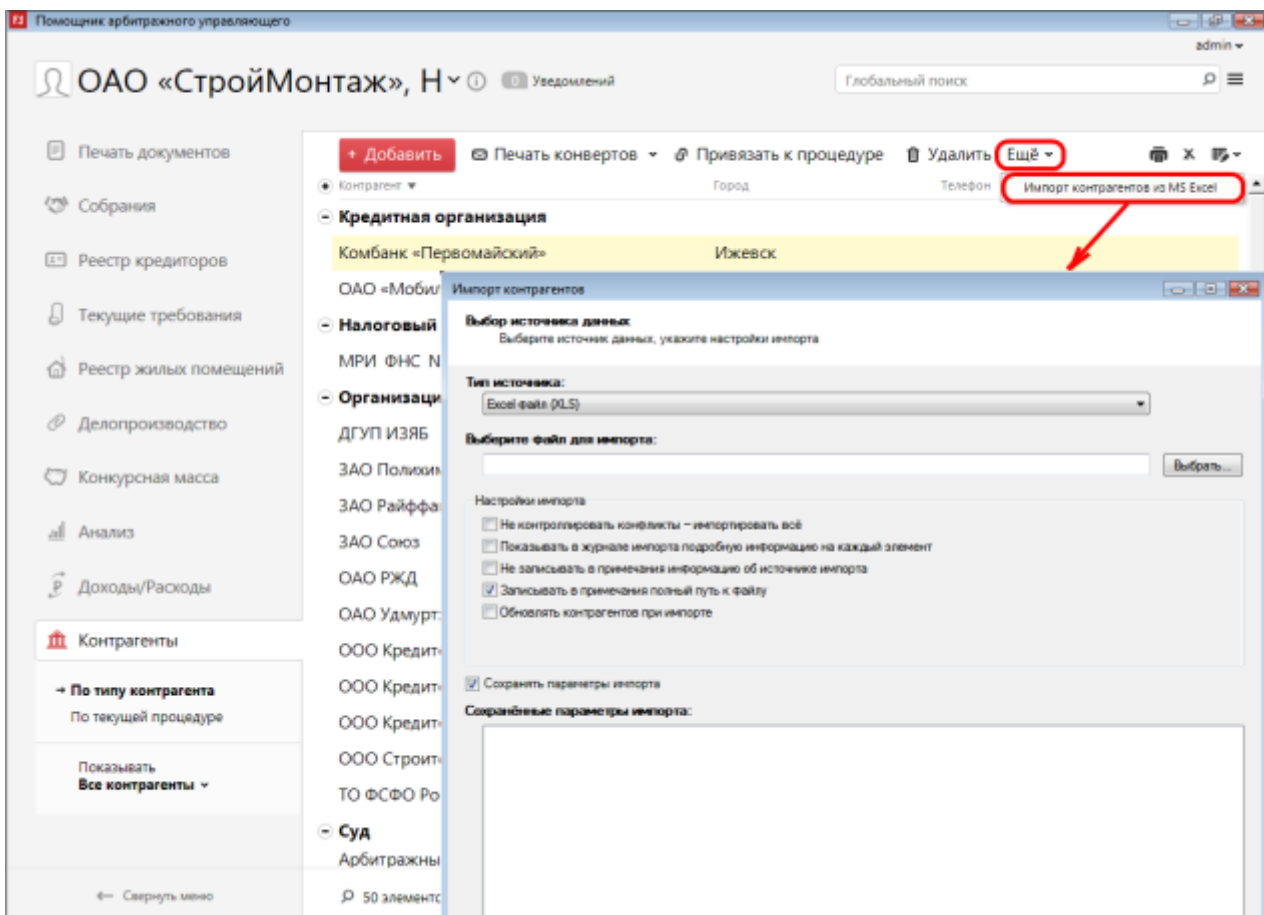 Помощник арбитражного управляющего
admin
ОАО «СтройМонтаж», Н
0 Уведомлений
Глобальный поиск
Печать документов
Собрания
Реестр кредиторов
Текущие требования
Реестр жилых помещений
Делопроизводство
Конкурсная масса
Анализ
Доходы/Расходы
Контрагенты
→ По типу контрагента
По текущей процедуре
Показывать
Все контрагенты
← Свернуть меню
+ Добавить Печать конвертов Привязать к процедуре Удалить Ещё
Контрагент Город Телефон
Импорт контрагентов из MS Excel
Кредитная организация
Комбанк «Первомайский» Ижевск
ОАО «Мобил
Налоговый
МРИ ФНС N
Организаци
ДГУП ИЗЯБ
ЗАО Полихим
ЗАО Райффа
ЗАО Союз
ОАО РЖД
ОАО Удмурт
ООО Кредит
ООО Кредит
ООО Кредит
ООО Строит
ТО ФСФО Ро
Суд
Арбитражны
50 элементо
Импорт контрагентов
Выбор источника данных
Выберите источник данных, укажите настройки импорта
Тип источника:
Excel файл (XLS)
Выберите файл для импорта:
Выбрать...
Настройки импорта
Не контроллировать конфликты – импортировать всё
Показывать в журнале импорта подробную информацию на каждый элемент
Не записывать в примечания информацию об источнике импорта
Записывать в примечания полный путь к файлу
Обновлять контрагентов при импорте
Сохранять параметры импорта
Сохранённые параметры импорта: